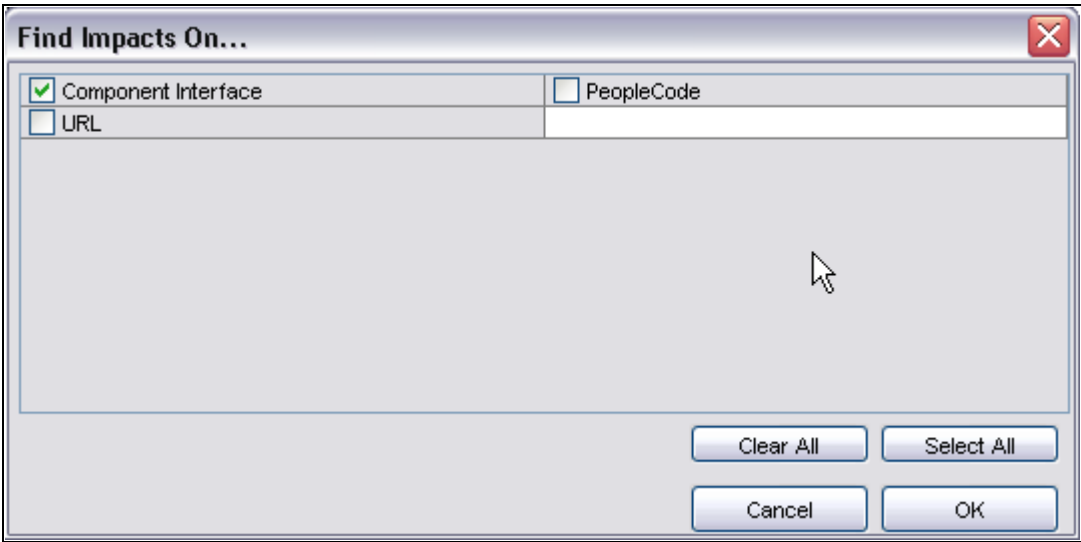 Find Impacts On...
Component Interface PeopleCode
URL
Clear All Select All
Cancel OK